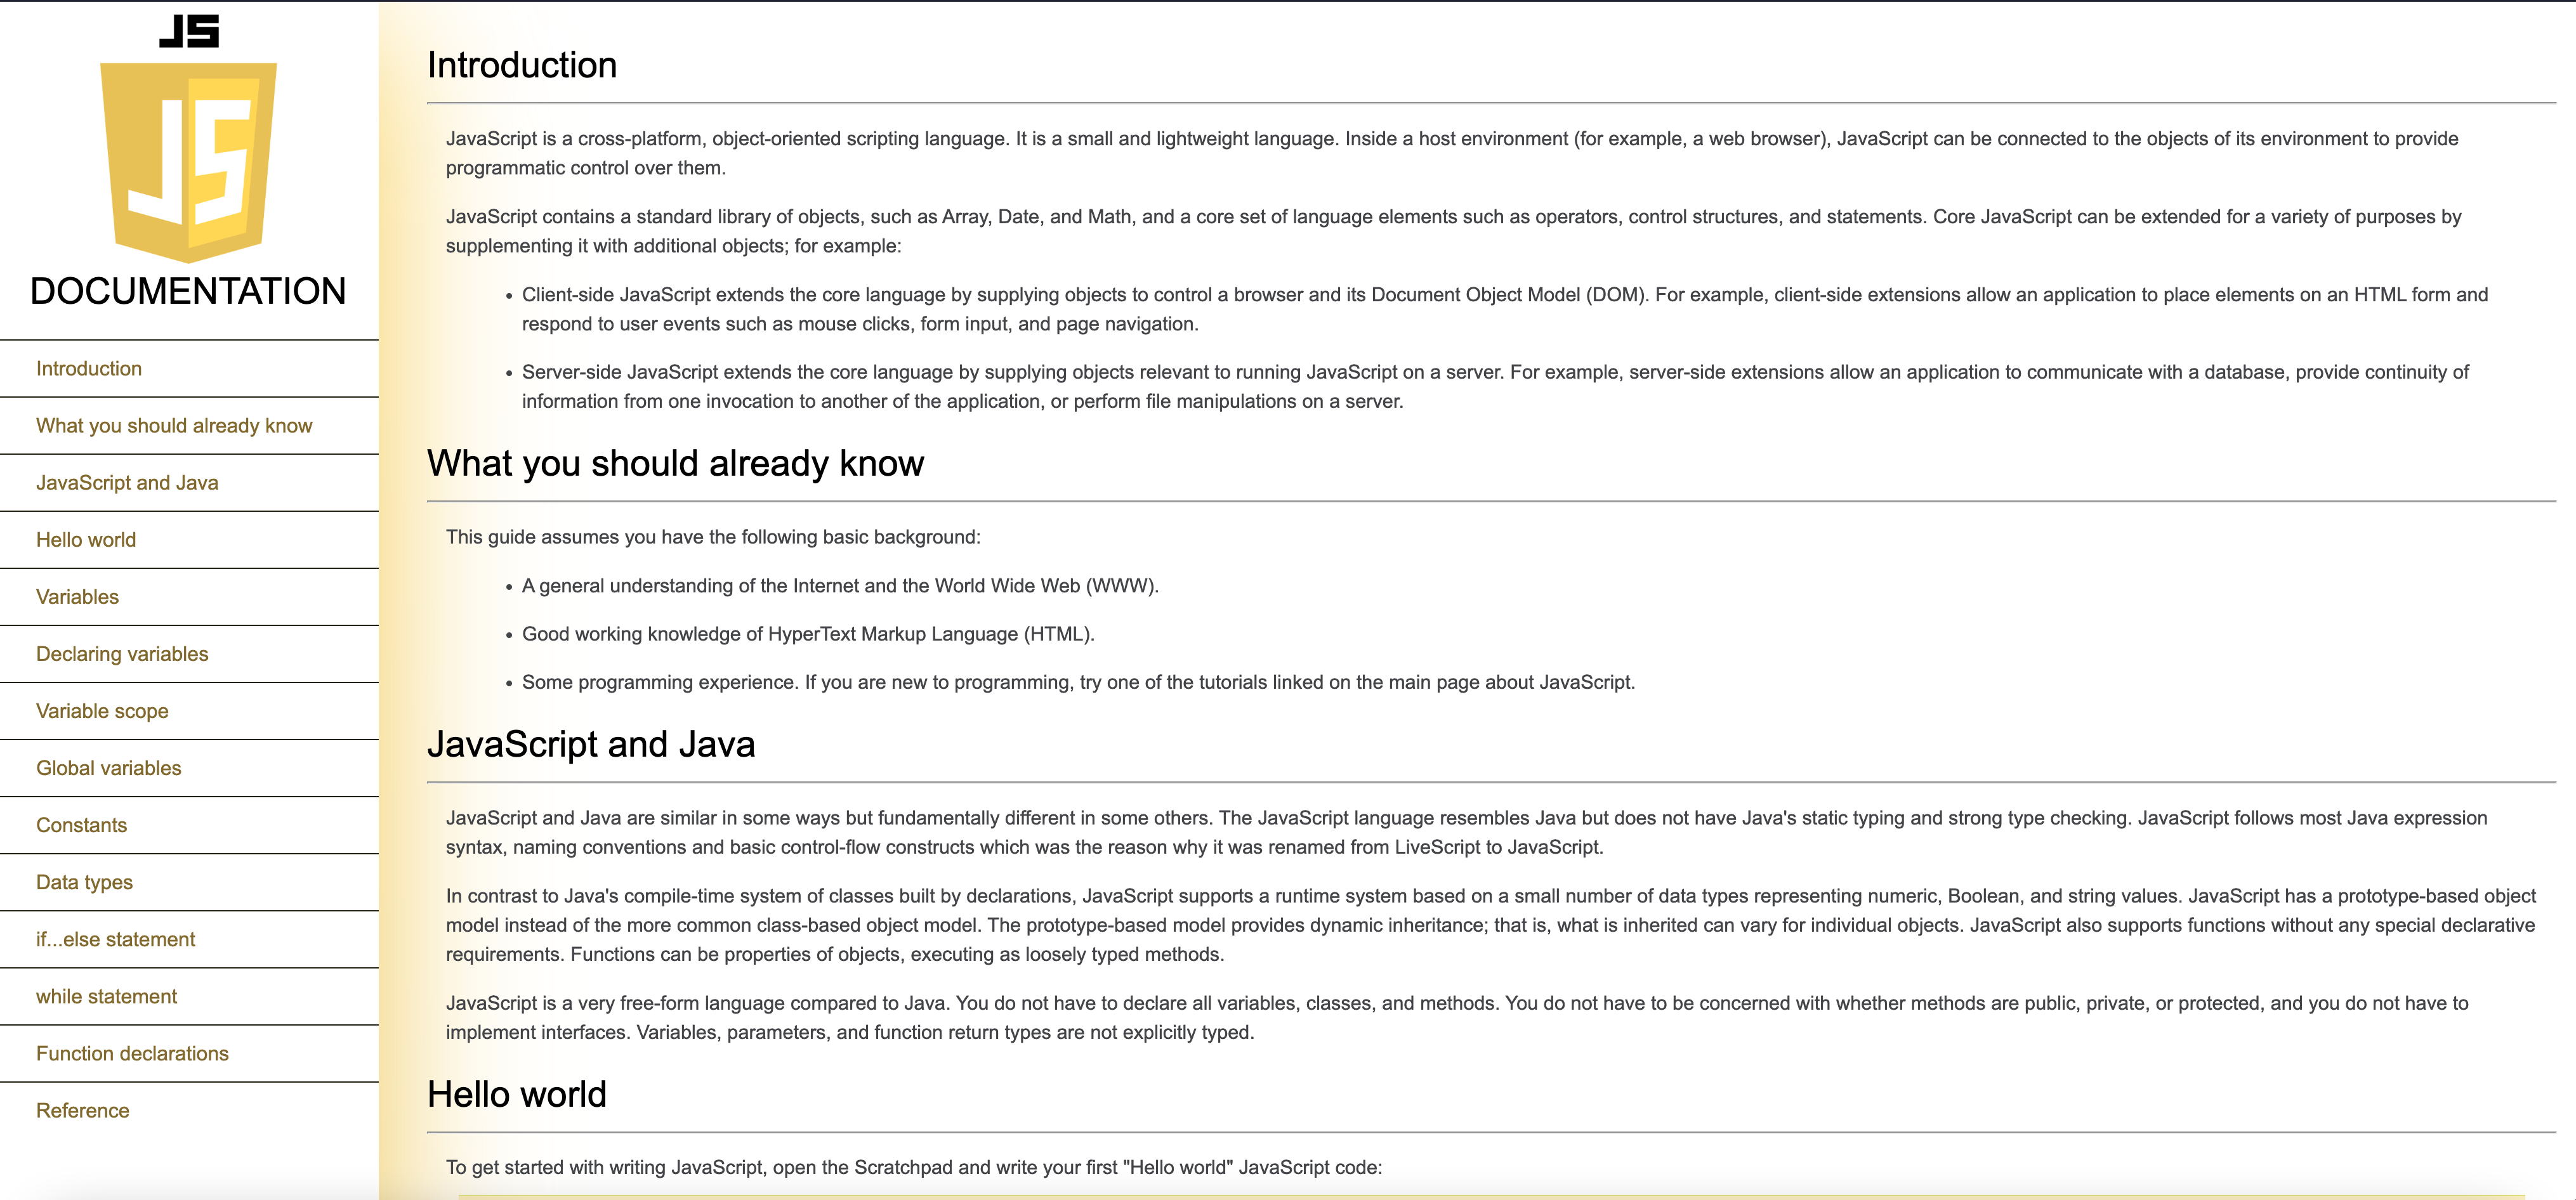 JS
JS
DOCUMENTATION
Introduction
What you should already know
JavaScript and Java
Hello world
Variables
Declaring variables
Variable scope
Global variables
Constants
Data types
if...else statement
while statement
Function declarations
Reference
Introduction
JavaScript is a cross-platform, object-oriented scripting language. It is a small and lightweight language. Inside a host environment (for example, a web browser), JavaScript can be connected to the objects of its environment to provide
programmatic control over them.
JavaScript contains a standard library of objects, such as Array, Date, and Math, and a core set of language elements such as operators, control structures, and statements. Core JavaScript can be extended for a variety of purposes by
supplementing it with additional objects; for example:
• Client-side JavaScript extends the core language by supplying objects to control a browser and its Document Object Model (DOM). For example, client-side extensions allow an application to place elements on an HTML form and
respond to user events such as mouse clicks, form input, and page navigation.
• Server-side JavaScript extends the core language by supplying objects relevant to running JavaScript on a server. For example, server-side extensions allow an application to communicate with a database, provide continuity of
information from one invocation to another of the application, or perform file manipulations on a server.
What you should already know
This guide assumes you have the following basic background:
• A general understanding of the Internet and the World Wide Web (WWW).
• Good working knowledge of HyperText Markup Language (HTML).
• Some programming experience. If you are new to programming, try one of the tutorials linked on the main page about JavaScript.
JavaScript and Java
JavaScript and Java are similar in some ways but fundamentally different in some others. The JavaScript language resembles Java but does not have Java's static typing and strong type checking. JavaScript follows most Java expression
syntax, naming conventions and basic control-flow constructs which was the reason why it was renamed from LiveScript to JavaScript.
In contrast to Java's compile-time system of classes built by declarations, JavaScript supports a runtime system based on a small number of data types representing numeric, Boolean, and string values. JavaScript has a prototype-based object
model instead of the more common class-based object model. The prototype-based model provides dynamic inheritance; that is, what is inherited can vary for individual objects. JavaScript also supports functions without any special declarative
requirements. Functions can be properties of objects, executing as loosely typed methods.
JavaScript is a very free-form language compared to Java. You do not have to declare all variables, classes, and methods. You do not have to be concerned with whether methods are public, private, or protected, and you do not have to
implement interfaces. Variables, parameters, and function return types are not explicitly typed.
Hello world
To get started with writing JavaScript, open the Scratchpad and write your first "Hello world" JavaScript code: